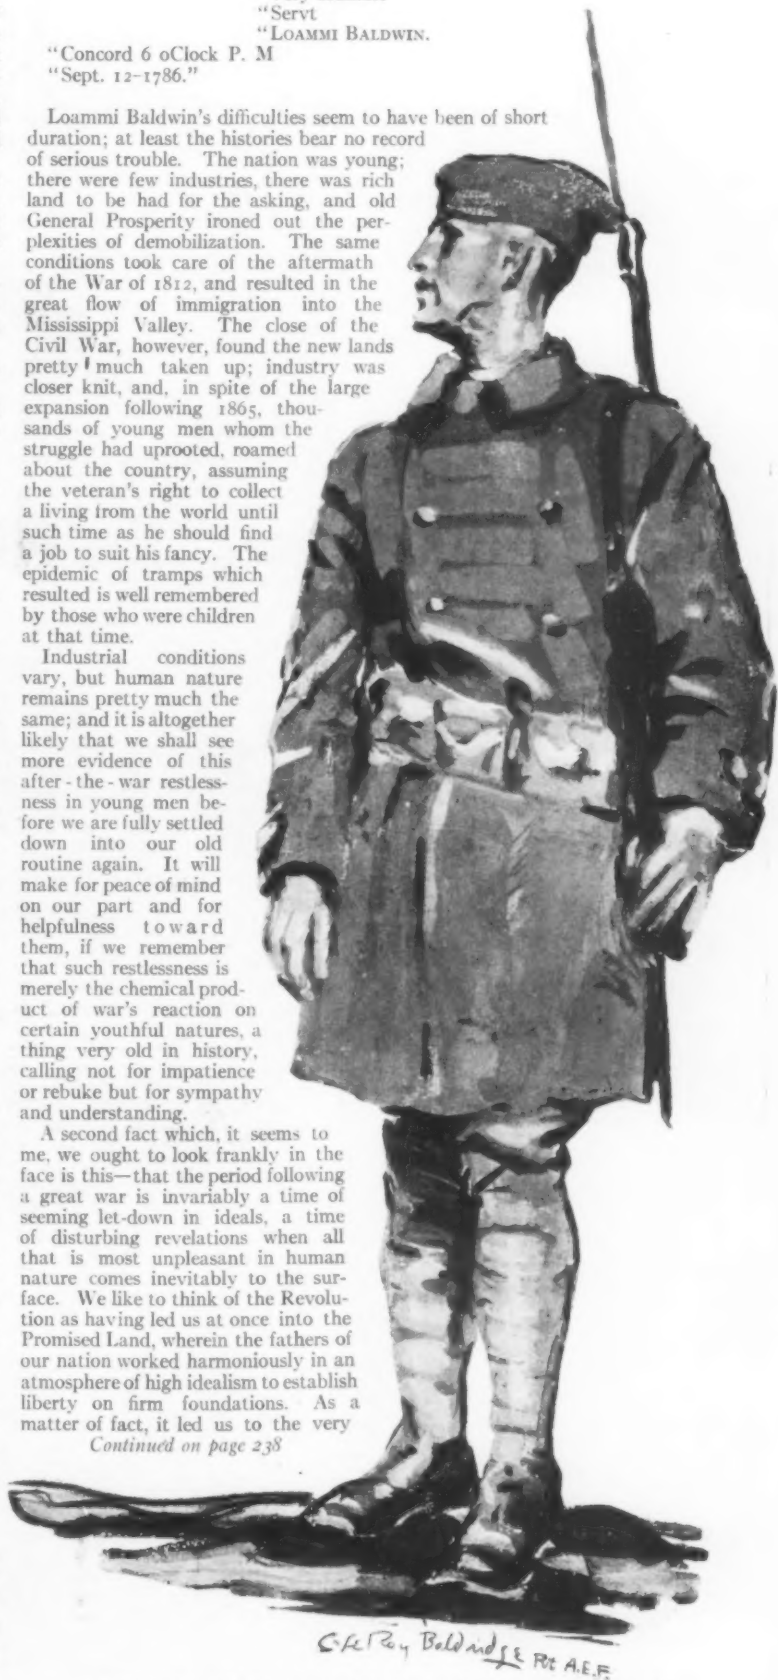 "Servt
"LOAMMI BALDWIN.
"Concord 6 oClock P. M
"Sept. 12-1786."
Loammi Baldwin's difficulties seem to have been of short
duration; at least the histories bear no record
of serious trouble. The nation was young;
there were few industries, there was rich
land to be had for the asking, and old
General Prosperity ironed out the per-
plexities of demobilization. The same
conditions took care of the aftermath
of the War of 1812, and resulted in the
great flow of immigration into the
Mississippi Valley. The close of the
Civil War, however, found the new lands
pretty much taken up; industry was
closer knit, and, in spite of the large
expansion following 1865, thou-
sands of young men whom the
struggle had uprooted, roamed
about the country, assuming
the veteran's right to collect
a living from the world until
such time as he should find
a job to suit his fancy. The
epidemic of tramps which
resulted is well remembered
by those who were children
at that time.
Industrial conditions
vary, but human nature
remains pretty much the
same; and it is altogether
likely that we shall see
more evidence of this
after-the-war restless-
ness in young men be-
fore we are fully settled
down into our old
routine again. It will
make for peace of mind
on our part and for
helpfulness toward
them, if we remember
that such restlessness is
merely the chemical prod-
uct of war's reaction on
certain youthful natures, a
thing very old in history,
calling not for impatience
or rebuke but for sympathy
and understanding.
A second fact which, it seems to
me, we ought to look frankly in the
face is this—that the period following
a great war is invariably a time of
seeming let-down in ideals, a time
of disturbing revelations when all
that is most unpleasant in human
nature comes inevitably to the sur-
face. We like to think of the Revolu-
tion as having led us at once into the
Promised Land, wherein the fathers of
our nation worked harmoniously in an
atmosphere of high idealism to establish
liberty on firm foundations. As a
matter of fact, it led us to the very
Continued on page 238
C LeRoy Baldridge Pvt A.E.F.